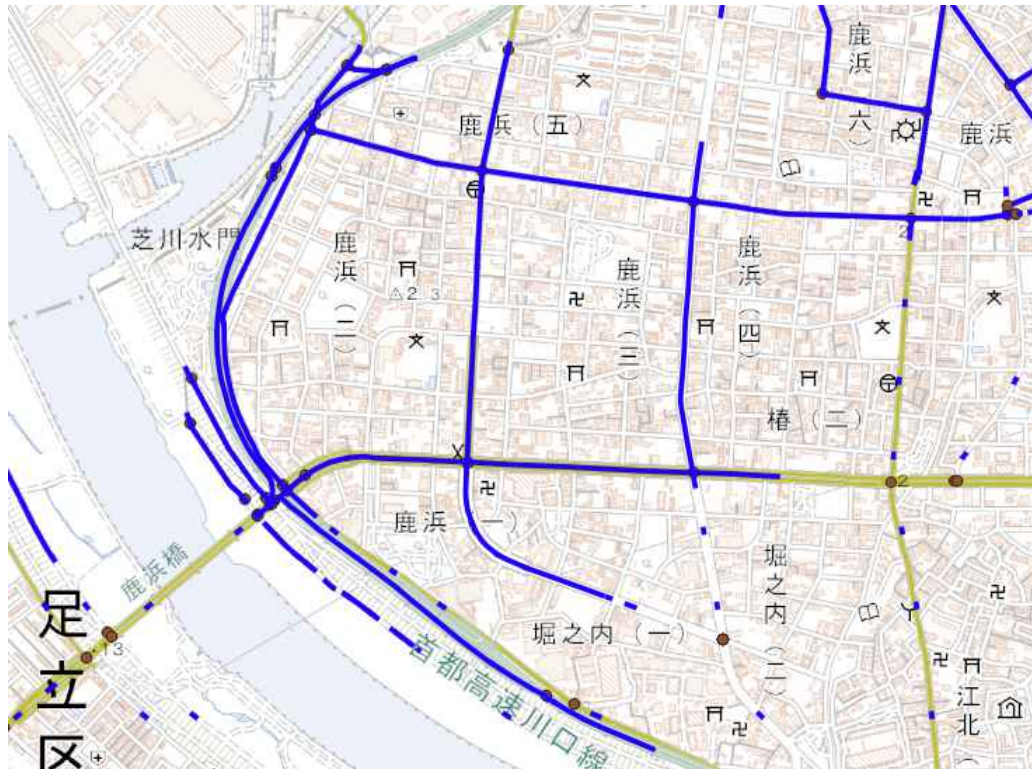 鹿浜（六）
鹿浜（五）
鹿浜
芝川水門
鹿浜（二）
2 3
鹿浜（三）
鹿浜（四）
2
椿（二）
2
鹿浜（一）
鹿浜橋
堀之内（二）
堀之内（一）
13
足立区
首都高速川口線
江北